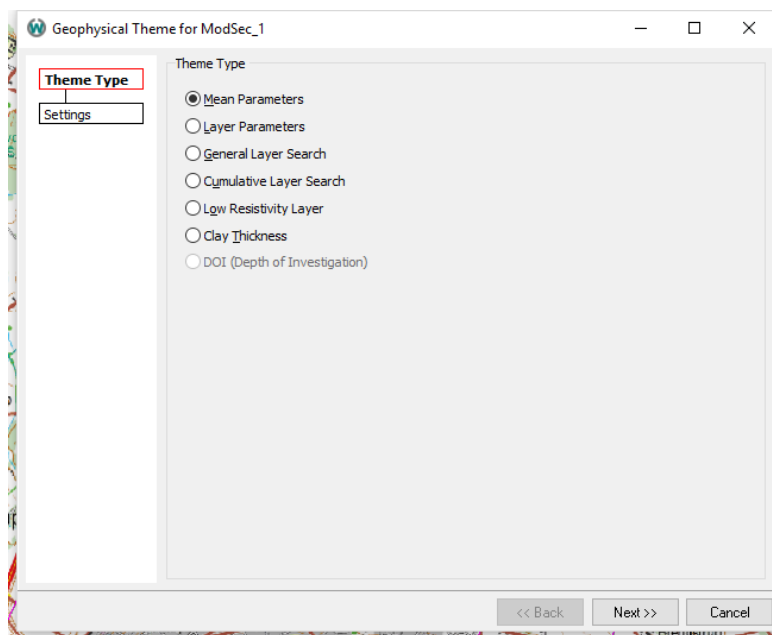 Geophysical Theme for ModSec_1
Theme Type
Settings
Theme Type
Mean Parameters
Layer Parameters
General Layer Search
Cumulative Layer Search
Low Resistivity Layer
Clay Thickness
DOI (Depth of Investigation)
<< Back Next >> Cancel